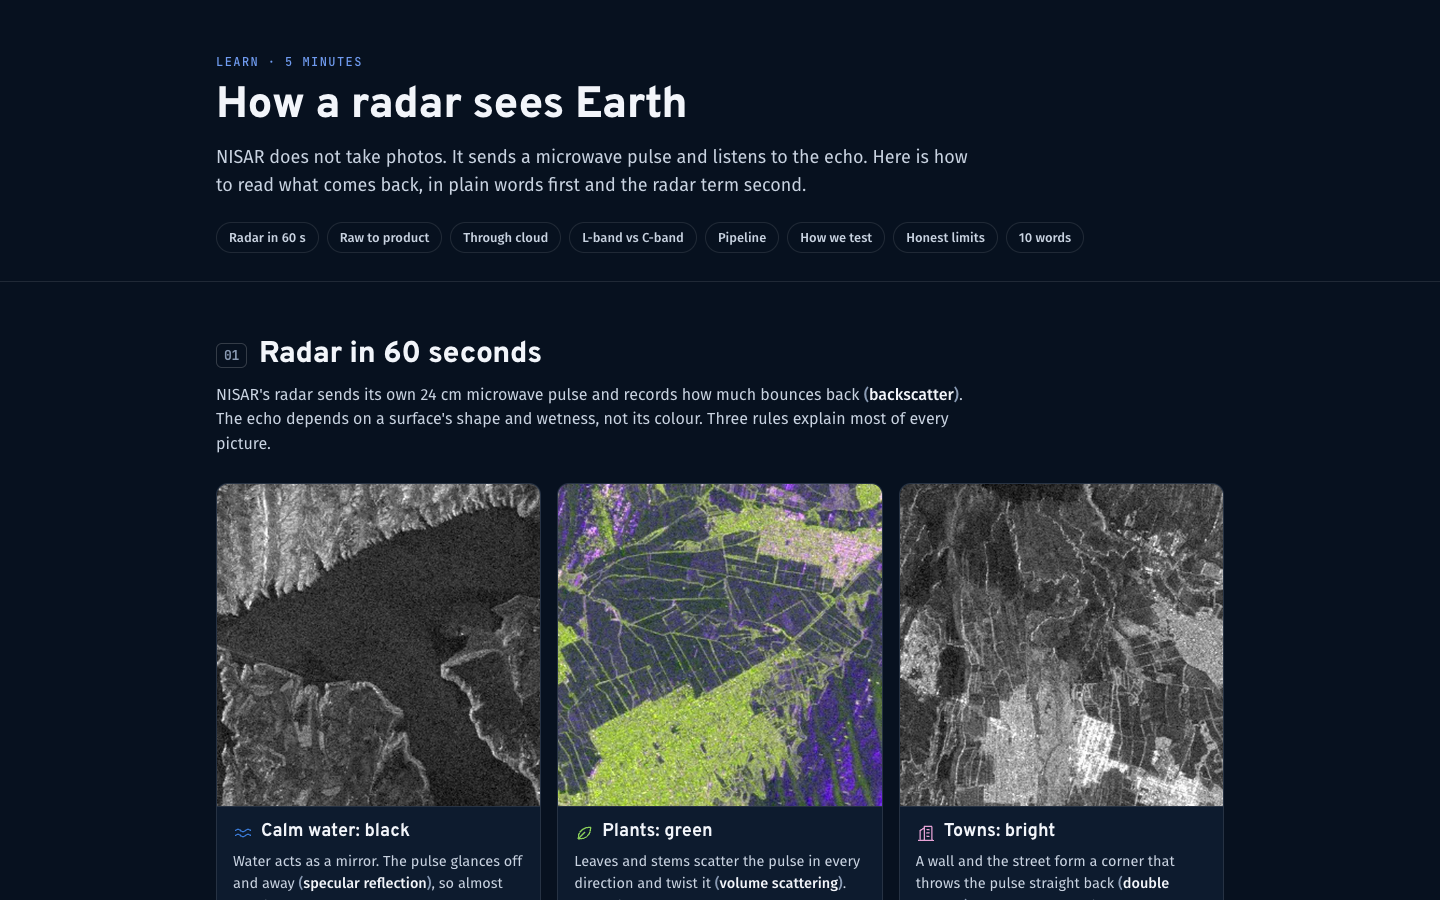 LEARN · 5 MINUTES
How a radar sees Earth
NISAR does not take photos. It sends a microwave pulse and listens to the echo. Here is how
to read what comes back, in plain words first and the radar term second.
Radar in 60 s
Raw to product
Through cloud
L-band vs C-band
Pipeline
How we test
Honest limits
10 words
01 Radar in 60 seconds
NISAR's radar sends its own 24 cm microwave pulse and records how much bounces back (backscatter).
The echo depends on a surface's shape and wetness, not its colour. Three rules explain most of every
picture.
Calm water: black
Water acts as a mirror. The pulse glances off
and away (specular reflection), so almost
Plants: green
Leaves and stems scatter the pulse in every
direction and twist it (volume scattering).
Towns: bright
A wall and the street form a corner that
throws the pulse straight back (double